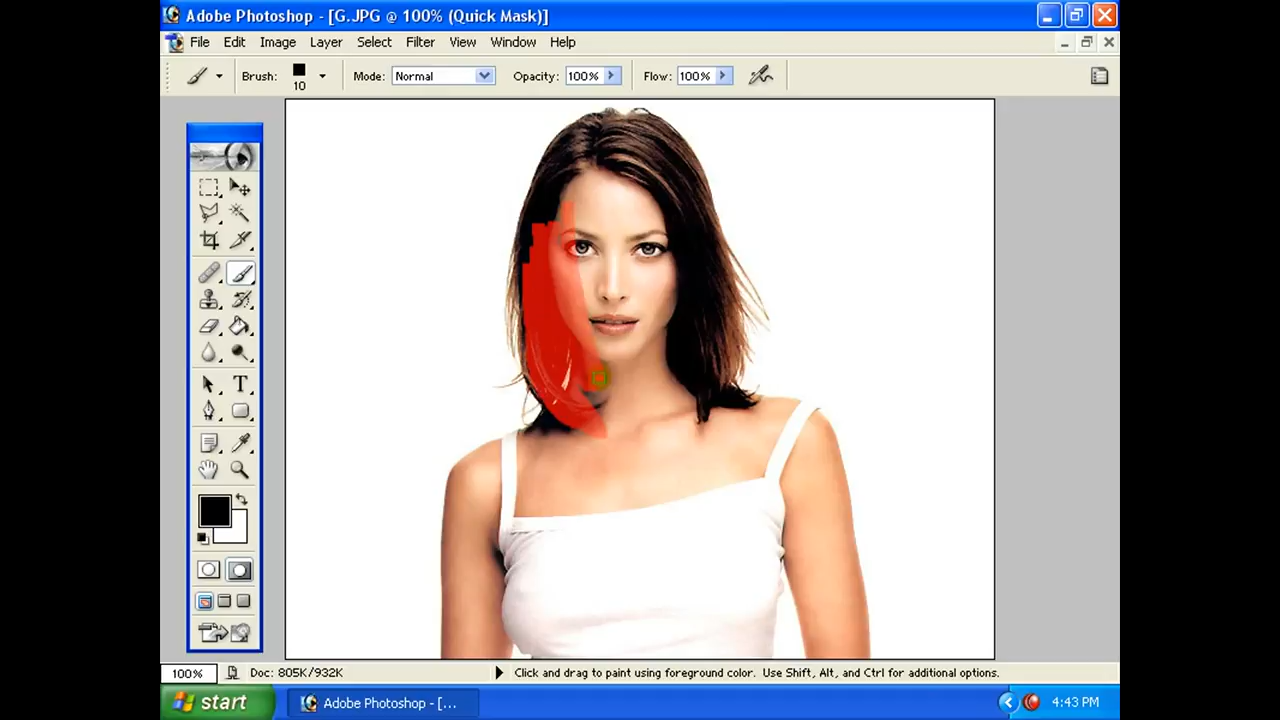 Adobe Photoshop - [G.JPG @ 100% (Quick Mask)]
File Edit Image Layer Select Filter View Window Help
Brush: 10 Mode: Normal Opacity: 100% Flow: 100%
T
100% Doc: 805K/932K Click and drag to paint using foreground color. Use Shift, Alt, and Ctrl for additional options.
start Adobe Photoshop - [... 4:43 PM